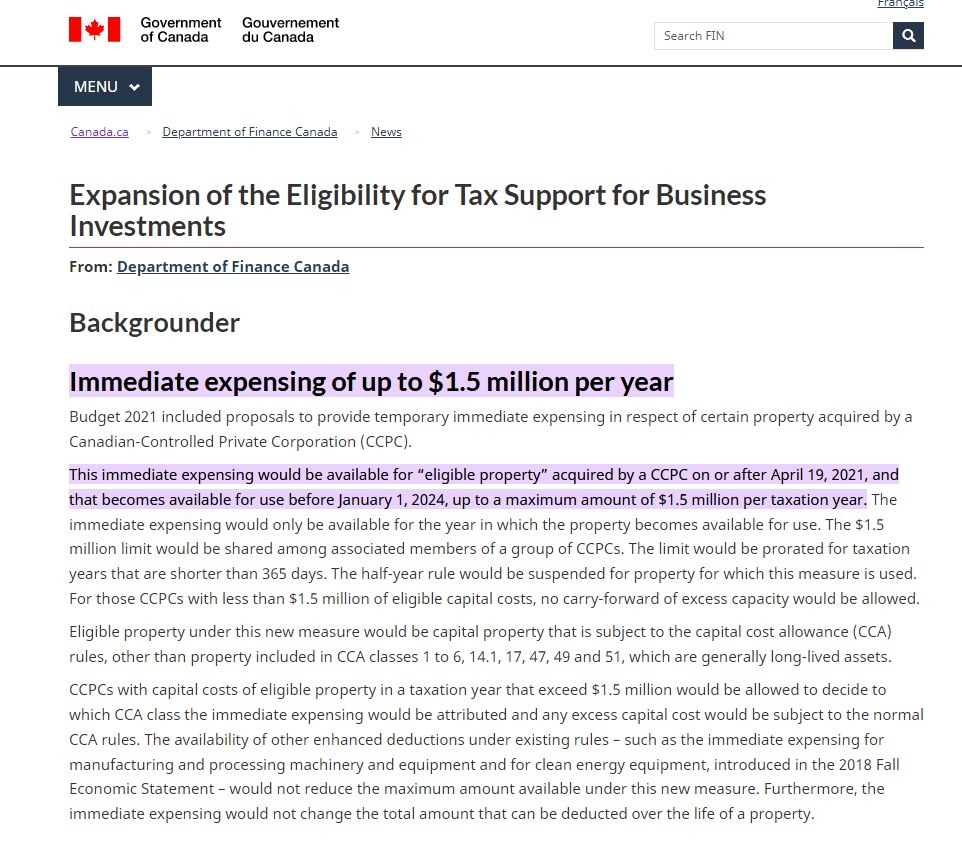 Français
Government
of Canada
Gouvernement
du Canada
Search FIN
MENU
Canada.ca > Department of Finance Canada > News
Expansion of the Eligibility for Tax Support for Business
Investments
From: Department of Finance Canada
Backgrounder
Immediate expensing of up to $1.5 million per year
Budget 2021 included proposals to provide temporary immediate expensing in respect of certain property acquired by a
Canadian-Controlled Private Corporation (CCPC).
This immediate expensing would be available for “eligible property” acquired by a CCPC on or after April 19, 2021, and
that becomes available for use before January 1, 2024, up to a maximum amount of $1.5 million per taxation year. The
immediate expensing would only be available for the year in which the property becomes available for use. The $1.5
million limit would be shared among associated members of a group of CCPCs. The limit would be prorated for taxation
years that are shorter than 365 days. The half-year rule would be suspended for property for which this measure is used.
For those CCPCs with less than $1.5 million of eligible capital costs, no carry-forward of excess capacity would be allowed.
Eligible property under this new measure would be capital property that is subject to the capital cost allowance (CCA)
rules, other than property included in CCA classes 1 to 6, 14.1, 17, 47, 49 and 51, which are generally long-lived assets.
CCPCs with capital costs of eligible property in a taxation year that exceed $1.5 million would be allowed to decide to
which CCA class the immediate expensing would be attributed and any excess capital cost would be subject to the normal
CCA rules. The availability of other enhanced deductions under existing rules – such as the immediate expensing for
manufacturing and processing machinery and equipment and for clean energy equipment, introduced in the 2018 Fall
Economic Statement – would not reduce the maximum amount available under this new measure. Furthermore, the
immediate expensing would not change the total amount that can be deducted over the life of a property.